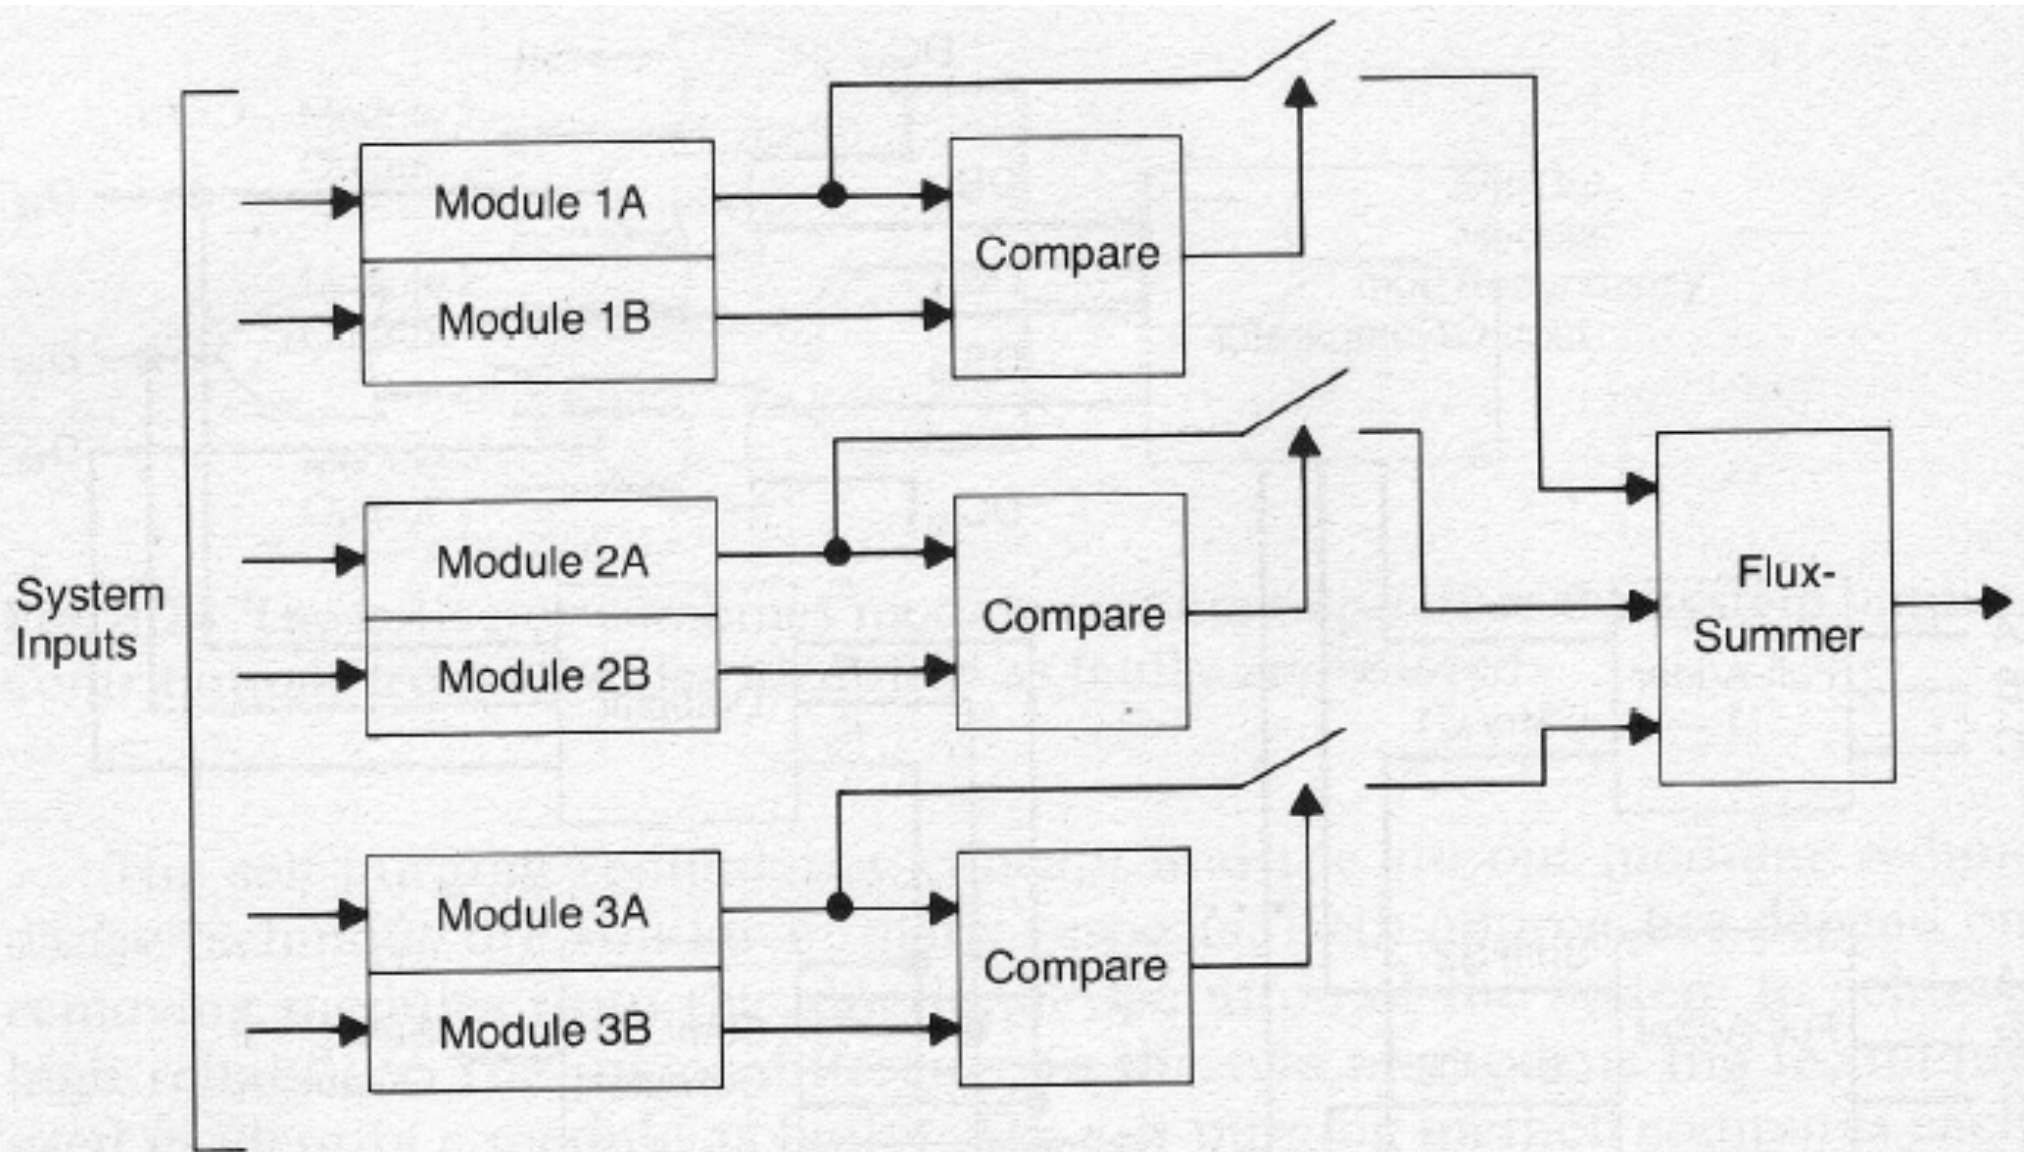 Module 1A
Module 1B
Compare
Module 2A
Module 2B
Compare
System
Inputs
Flux-
Summer
Module 3A
Module 3B
Compare